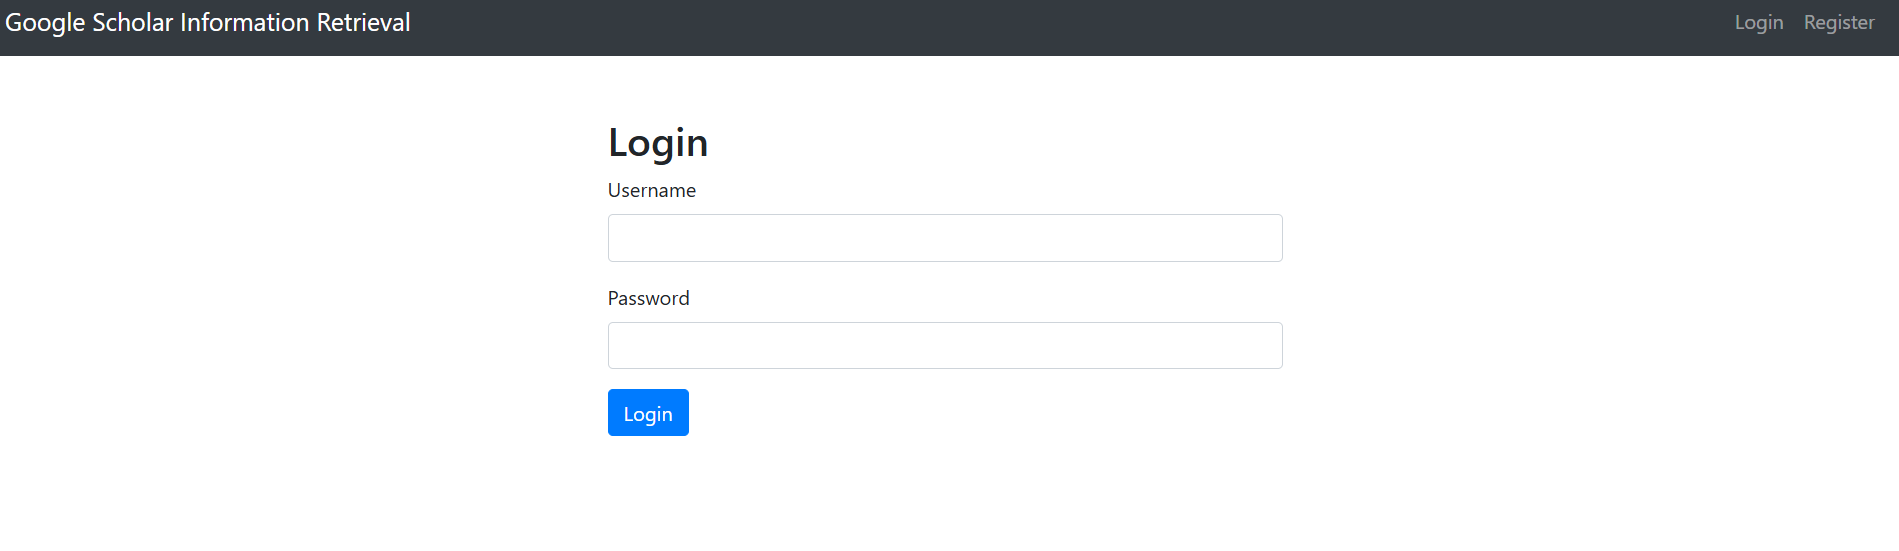 Google Scholar Information Retrieval
Login Register
Login
Username
Password
Login